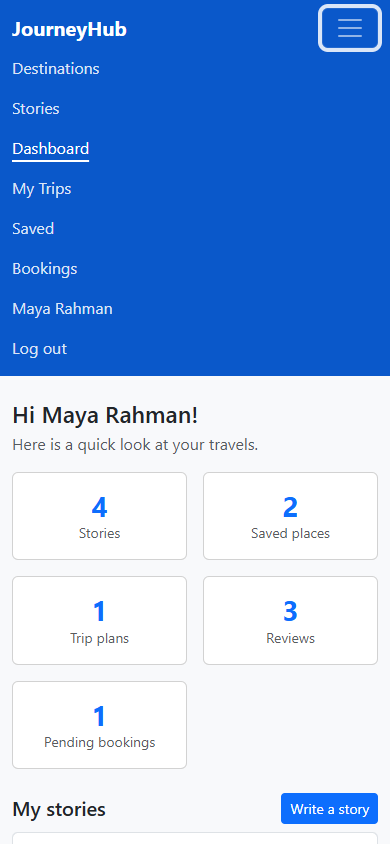 JourneyHub
Destinations
Stories
Dashboard
My Trips
Saved
Bookings
Maya Rahman
Log out
Hi Maya Rahman!
Here is a quick look at your travels.
4
Stories
2
Saved places
1
Trip plans
3
Reviews
1
Pending bookings
My stories
Write a story